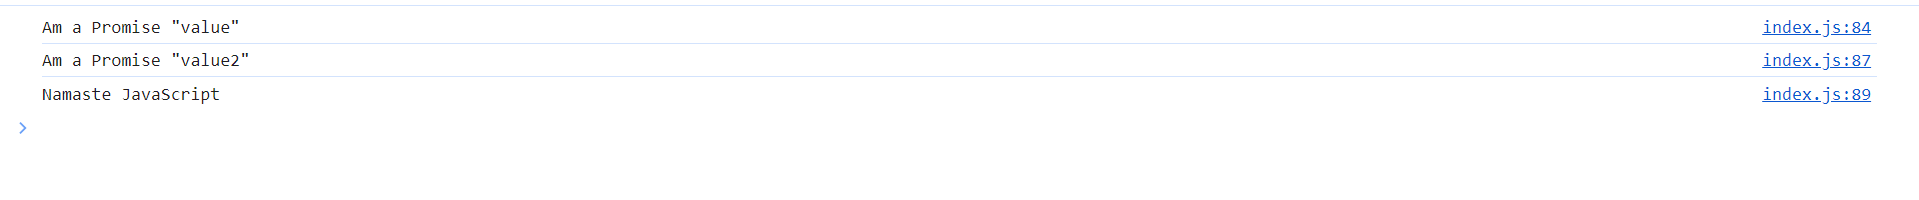 Am a Promise "value" index.js:84
Am a Promise "value2" index.js:87
Namaste JavaScript index.js:89